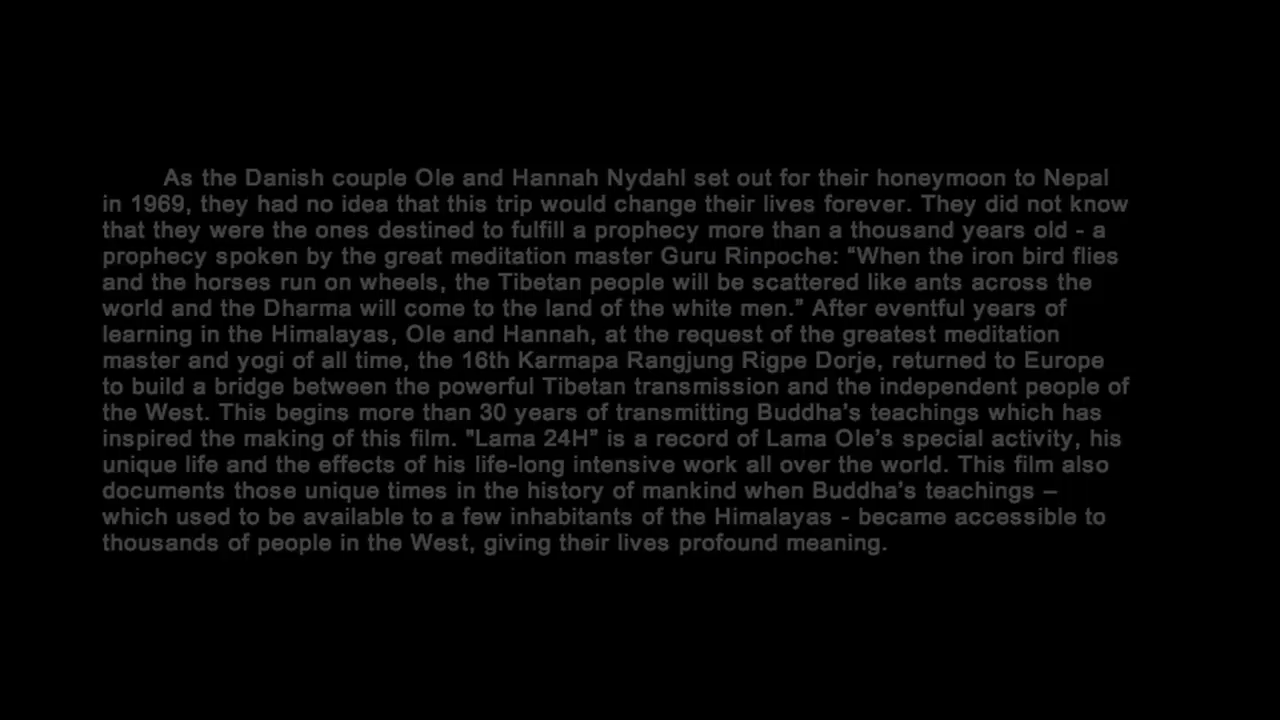 As the Danish couple Ole and Hannah Nydahl set out for their honeymoon to Nepal
in 1969, they had no idea that this trip would change their lives forever. They did not know
that they were the ones destined to fulfill a prophecy more than a thousand years old - a
prophecy spoken by the great meditation master Guru Rinpoche: “When the iron bird flies
and the horses run on wheels, the Tibetan people will be scattered like ants across the
world and the Dharma will come to the land of the white men.” After eventful years of
learning in the Himalayas, Ole and Hannah, at the request of the greatest meditation
master and yogi of all time, the 16th Karmapa Rangjung Rigpe Dorje, returned to Europe
to build a bridge between the powerful Tibetan transmission and the independent people of
the West. This begins more than 30 years of transmitting Buddha’s teachings which has
inspired the making of this film. "Lama 24H” is a record of Lama Ole’s special activity, his
unique life and the effects of his life-long intensive work all over the world. This film also
documents those unique times in the history of mankind when Buddha’s teachings –
which used to be available to a few inhabitants of the Himalayas - became accessible to
thousands of people in the West, giving their lives profound meaning.